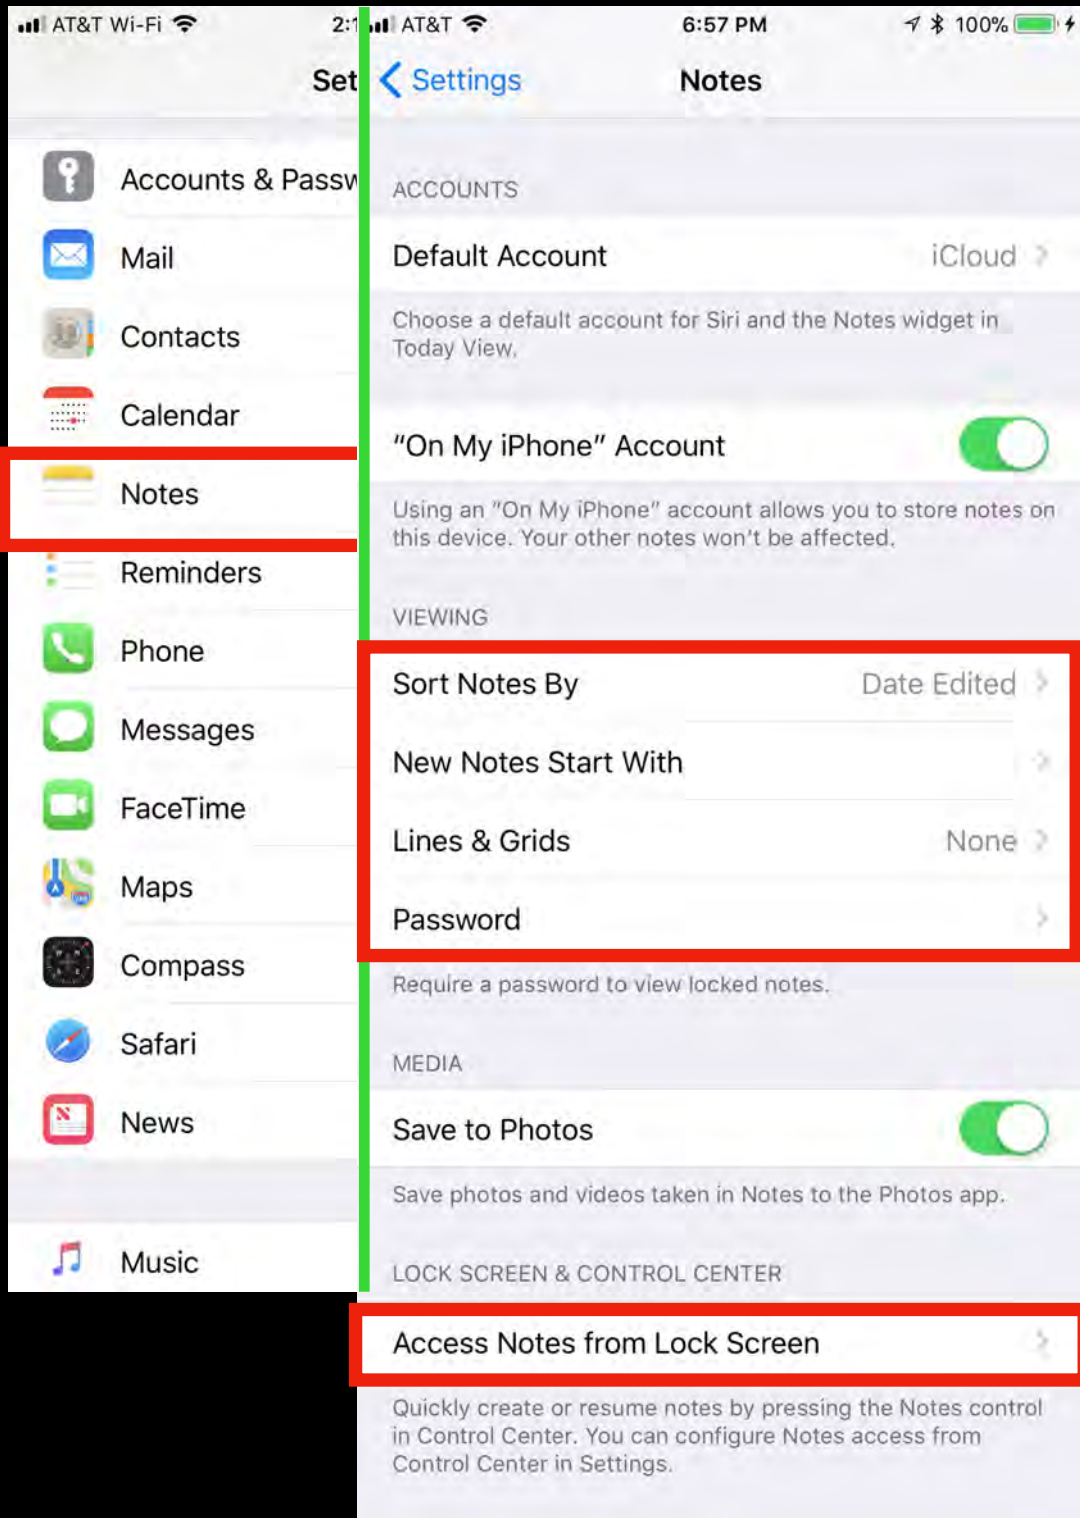 AT&T Wi-Fi
2:1
Set
Accounts & Passw
Mail
Contacts
Calendar
Notes
Reminders
Phone
Messages
FaceTime
Maps
Compass
Safari
News
Music
AT&T
6:57 PM
100%
Settings
Notes
ACCOUNTS
Default Account
iCloud
Choose a default account for Siri and the Notes widget in
Today View.
"On My iPhone" Account
Using an "On My iPhone" account allows you to store notes on
this device. Your other notes won't be affected.
VIEWING
Sort Notes By
Date Edited
New Notes Start With
Lines & Grids
None
Password
Require a password to view locked notes.
MEDIA
Save to Photos
Save photos and videos taken in Notes to the Photos app.
LOCK SCREEN & CONTROL CENTER
Access Notes from Lock Screen
Quickly create or resume notes by pressing the Notes control
in Control Center. You can configure Notes access from
Control Center in Settings.